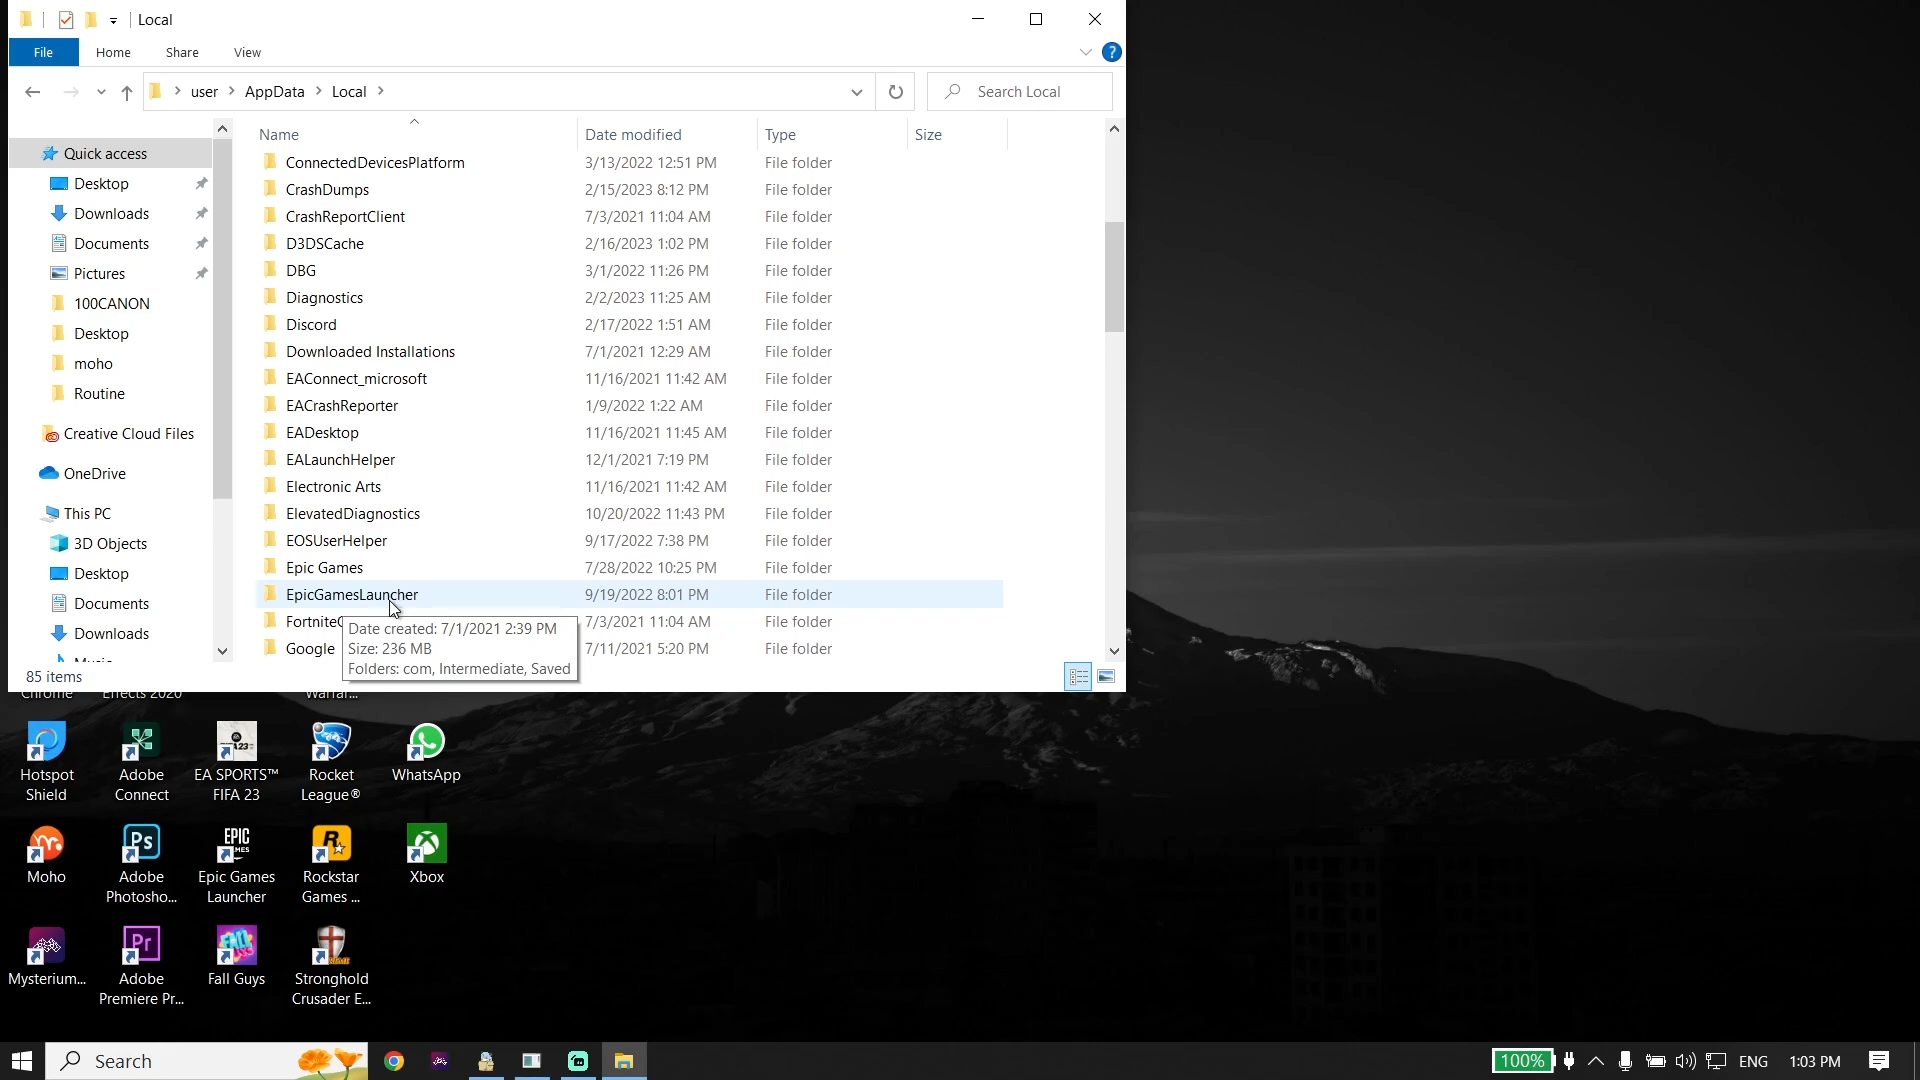 Local
File Home Share View
user AppData Local
Search Local
Name Date modified Type Size
Quick access
Desktop
Downloads
Documents
Pictures
100CANON
Desktop
moho
Routine
Creative Cloud Files
OneDrive
This PC
3D Objects
Desktop
Documents
Downloads
Music
ConnectedDevicesPlatform 3/13/2022 12:51 PM File folder
CrashDumps 2/15/2023 8:12 PM File folder
CrashReportClient 7/3/2021 11:04 AM File folder
D3DSCache 2/16/2023 1:02 PM File folder
DBG 3/1/2022 11:26 PM File folder
Diagnostics 2/2/2023 11:25 AM File folder
Discord 2/17/2022 1:51 AM File folder
Downloaded Installations 7/1/2021 12:29 AM File folder
EAConnect_microsoft 11/16/2021 11:42 AM File folder
EACrashReporter 1/9/2022 1:22 AM File folder
EADesktop 11/16/2021 11:45 AM File folder
EALaunchHelper 12/1/2021 7:19 PM File folder
Electronic Arts 11/16/2021 11:42 AM File folder
ElevatedDiagnostics 10/20/2022 11:43 PM File folder
EOSUserHelper 9/17/2022 7:38 PM File folder
Epic Games 7/28/2022 10:25 PM File folder
EpicGamesLauncher 9/19/2022 8:01 PM File folder
Fortnite 7/3/2021 11:04 AM File folder
Google 7/11/2021 5:20 PM File folder
Date created: 7/1/2021 2:39 PM
Size: 236 MB
Folders: com, Intermediate, Saved
85 items
Chrome
Effects 2020
Warfar...
Hotspot
Shield
Adobe
Connect
EA SPORTS™
FIFA 23
Rocket
League®
WhatsApp
Moho
Ps
Adobe
Photosho...
EPIC
GAMES
Epic Games
Launcher
R
Rockstar
Games ...
Xbox
Mysterium...
Pr
Adobe
Premiere Pr...
Fall Guys
Stronghold
Crusader E...
Search
100% ENG 1:03 PM